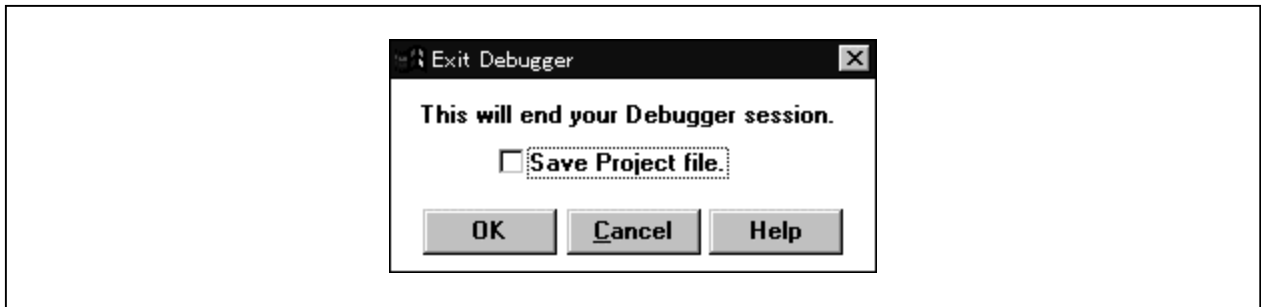 Exit Debugger
This will end your Debugger session.
Save Project file.
OK Cancel Help